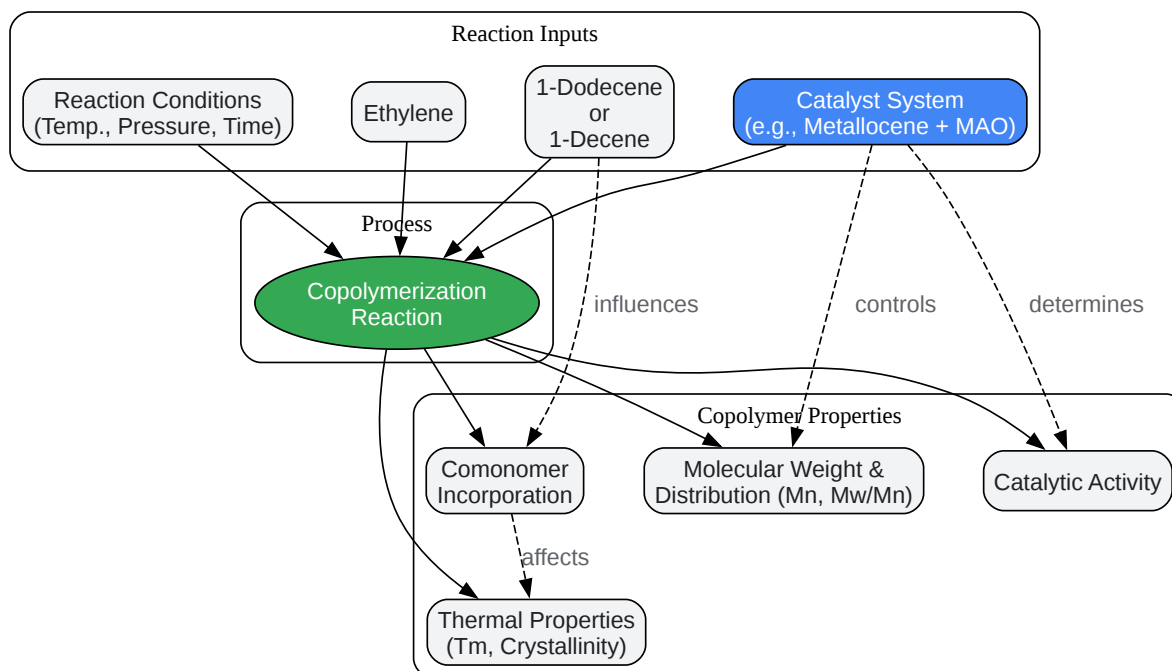 Reaction Inputs
Reaction Conditions
(Temp., Pressure, Time)
Ethylene
1-Dodecene
or
1-Decene
Catalyst System
(e.g., Metallocene + MAO)
Process
Copolymerization
Reaction
influences
controls
determines
Copolymer Properties
Comonomer
Incorporation
Molecular Weight &
Distribution (Mn, Mw/Mn)
Catalytic Activity
affects
Thermal Properties
(Tm, Crystallinity)